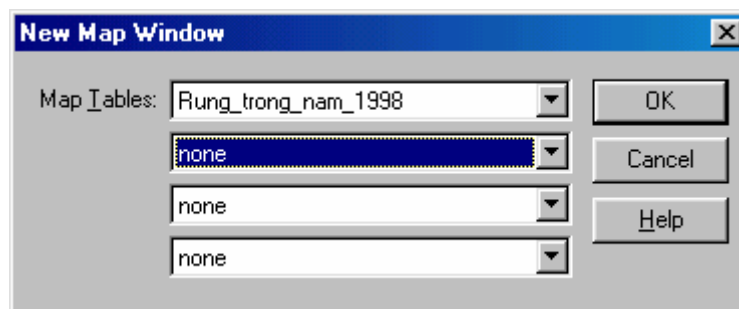 New Map Window
Map Tables: Rung_trong_nam_1998 OK
none Cancel
none Help
none